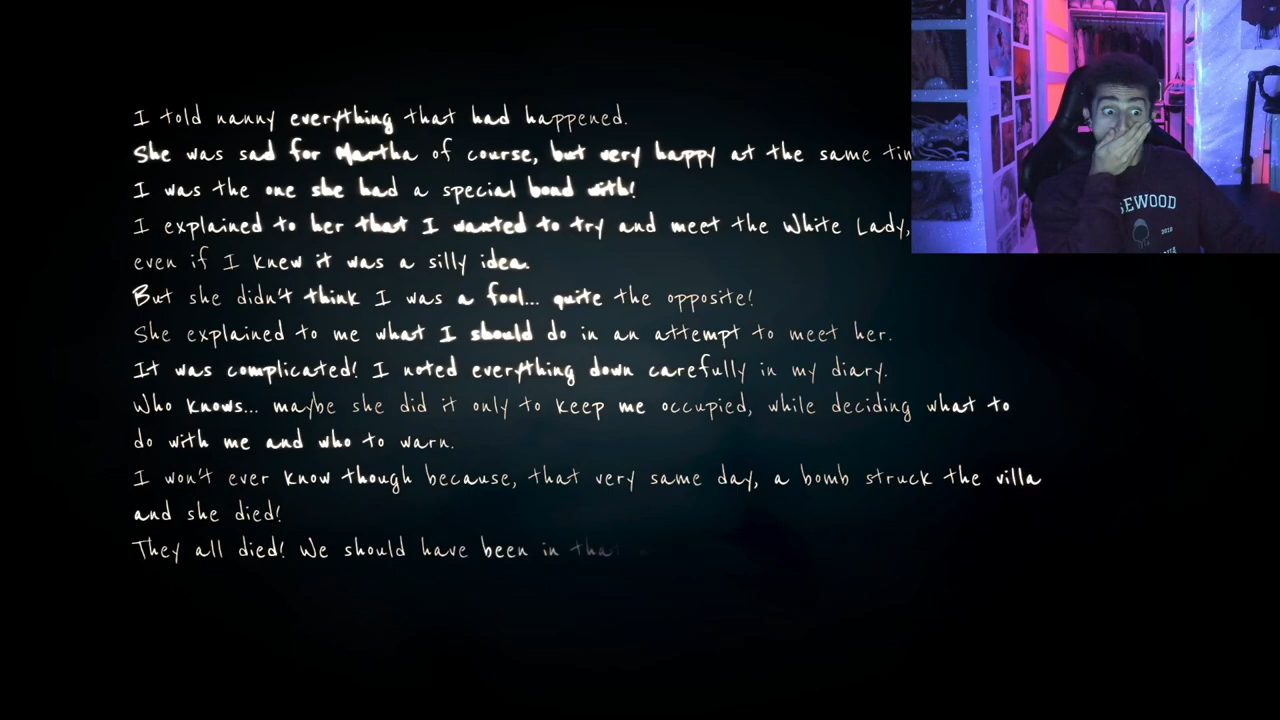 I told nanny everything that had happened.
She was sad for Martha of course, but very happy at the same
I was the one she had a special bond with!
I explained to her that I wanted to try and meet the White Lady,
even if I knew it was a silly idea.
But she didn't think I was a fool... quite the opposite!
She explained to me what I should do in an attempt to meet her.
It was complicated! I noted everything down carefully in my diary.
Who knows... maybe she did it only to keep me occupied, while deciding what to
do with me and who to warn.
I won't ever know though because, that very same day, a bomb struck the villa
and she died!
They all died! We should have been in
EWOOD